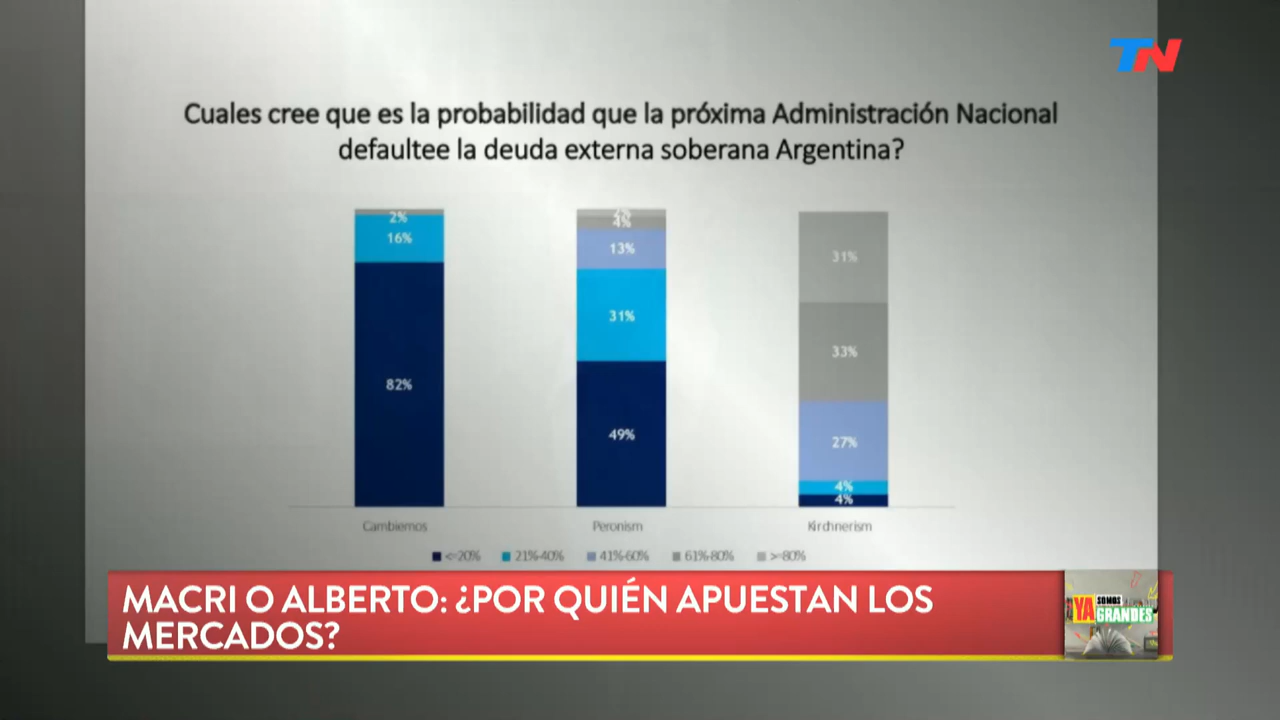 TN
Cuales cree que es la probabilidad que la próxima Administración Nacional
defaultee la deuda externa soberana Argentina?
2%
16%
82%
4%
13%
31%
49%
31%
33%
27%
4%
4%
Cambiemos
Peronism
Kirchnerism
<=20%
21%-40%
41%-60%
61%-80%
>=80%
MACRI O ALBERTO: ¿POR QUIÉN APUESTAN LOS
MERCADOS?
YA SOMOS
GRANDES